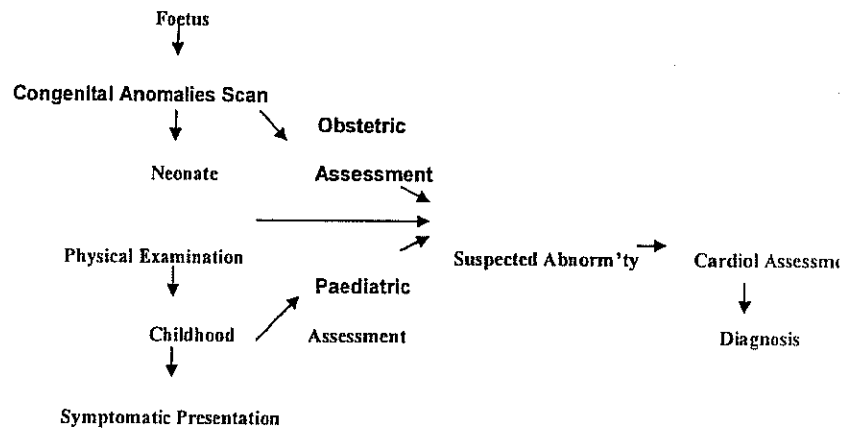 Foetus
Congenital Anomalies Scan
Obstetric
Neonate
Assessment
Physical Examination
Suspected Abnorm'ty
Cardiol Assessme
Paediatric
Childhood
Assessment
Diagnosis
Symptomatic Presentation